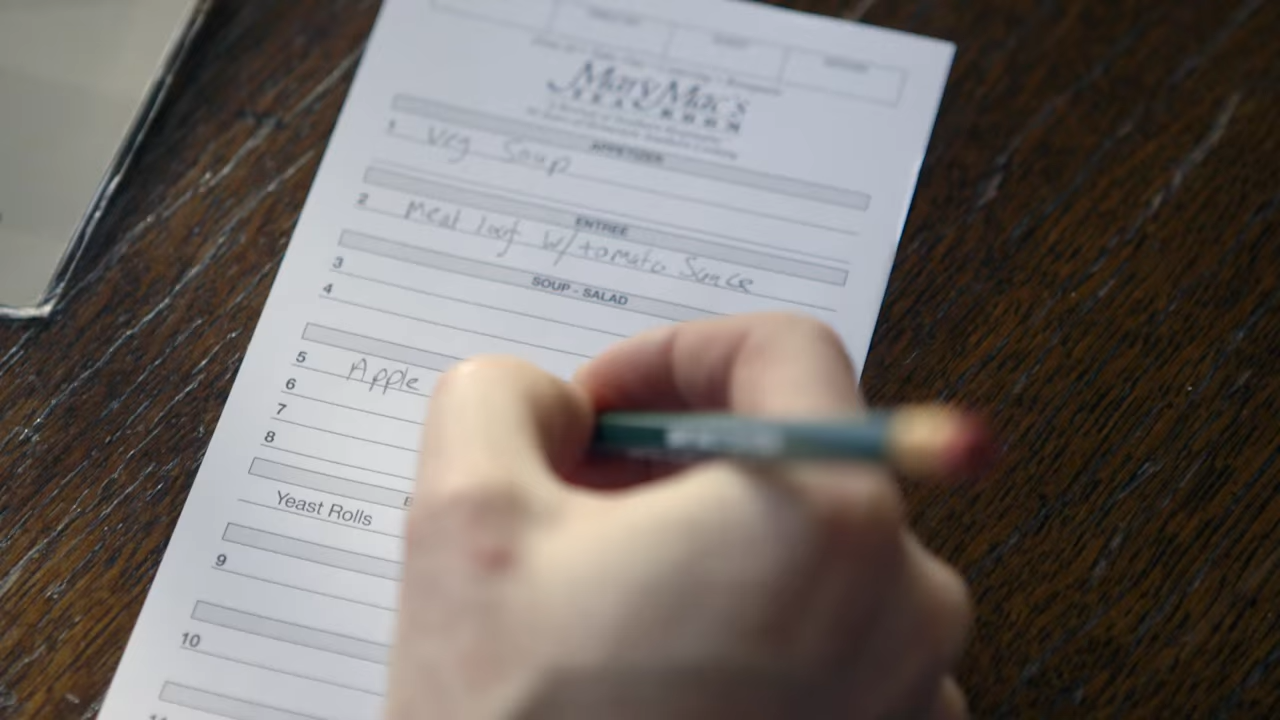 Mary Mac's
TEA ROOM
APPETIZER
1 Veg Soup
ENTREE
2 Meat loaf w/tomato Sauce
SOUP - SALAD
3
4
5 Apple
6
7
8
Yeast Rolls
9
10